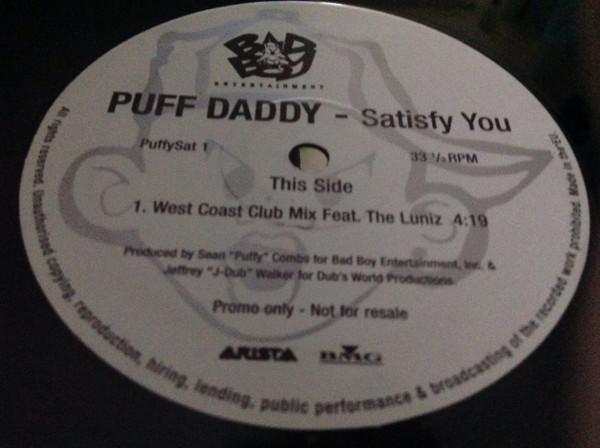 BAD BOY
ENTERTAINMENT
PUFF DADDY - Satisfy You
PuffySat 1
33 ⅓ RPM
This Side
1. West Coast Club Mix Feat. The Luniz 4:19
Produced by Sean "Puffy" Combs for Bad Boy Entertainment, Inc. &
Jeffrey "J-Dub" Walker for Dub's World Productions.
Promo only - Not for resale
ARISTA BMG
All rights reserved. Unauthorised copying, reproduction, hiring, lending, public performance & broadcasting of the recorded work prohibited. Made in